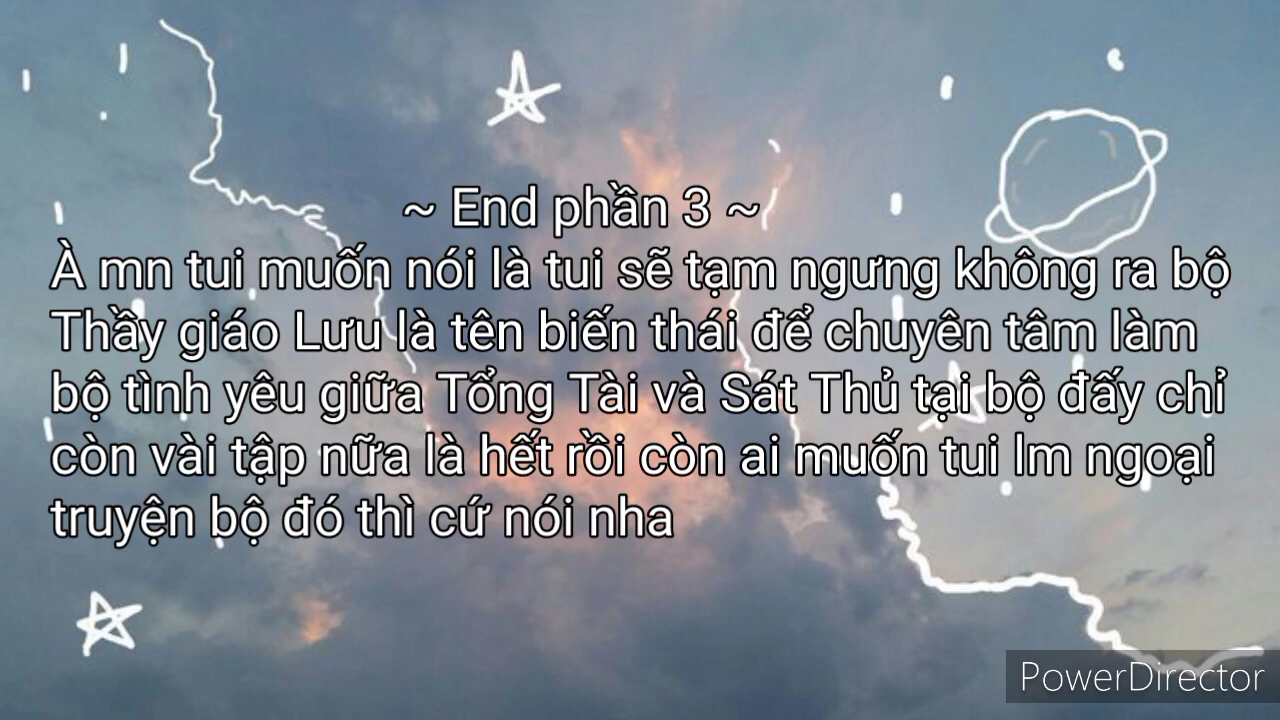 ~ End phần 3 ~
À mn tui muốn nói là tui sẽ tạm ngưng không ra bộ
Thầy giáo Lưu là tên biến thái để chuyên tâm làm
bộ tình yêu giữa Tổng Tài và Sát Thủ tại bộ đấy chỉ
còn vài tập nữa là hết rồi còn ai muốn tui lm ngoại
truyện bộ đó thì cứ nói nha
PowerDirector